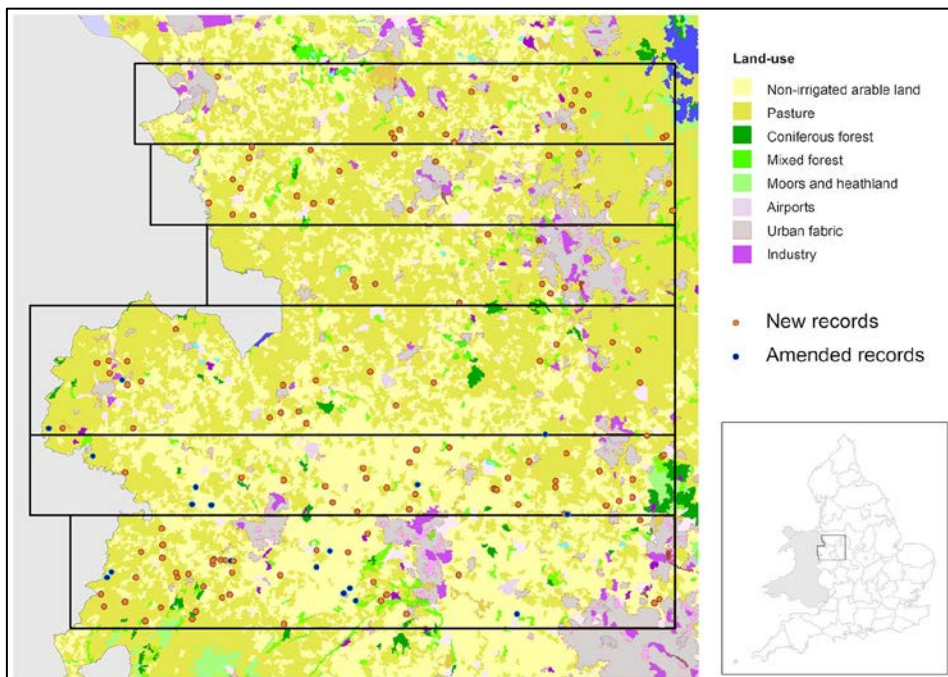 Land-use
Non-irrigated arable land
Pasture
Coniferous forest
Mixed forest
Moors and heathland
Airports
Urban fabric
Industry
New records
Amended records